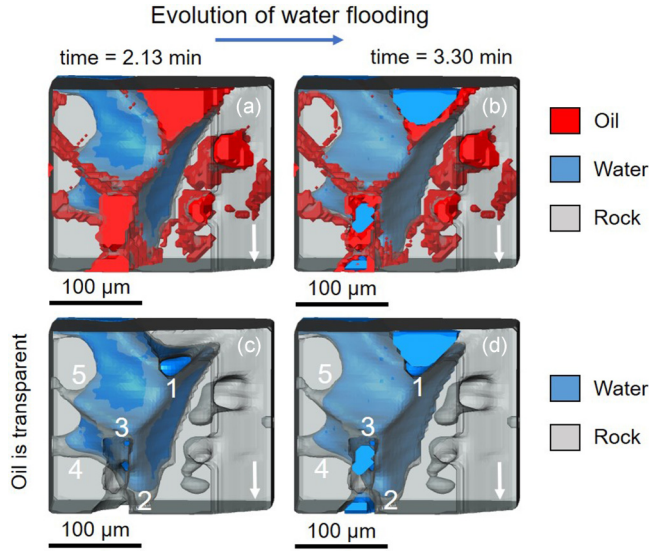 Evolution of water flooding
time = 2.13 min
time = 3.30 min
(a)
(b)
Oil
Water
Rock
100 µm
100 µm
Oil is transparent
(c)
(d)
5
1
3
4
2
5
1
3
4
2
Water
Rock
100 µm
100 µm